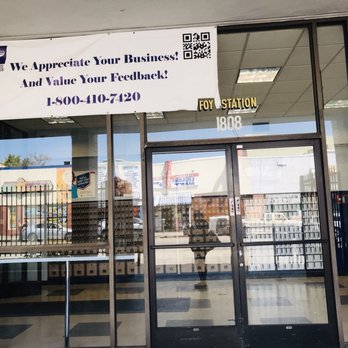 We Appreciate Your Business!
And Value Your Feedback!
1-800-410-7420
FOY STATION
1808